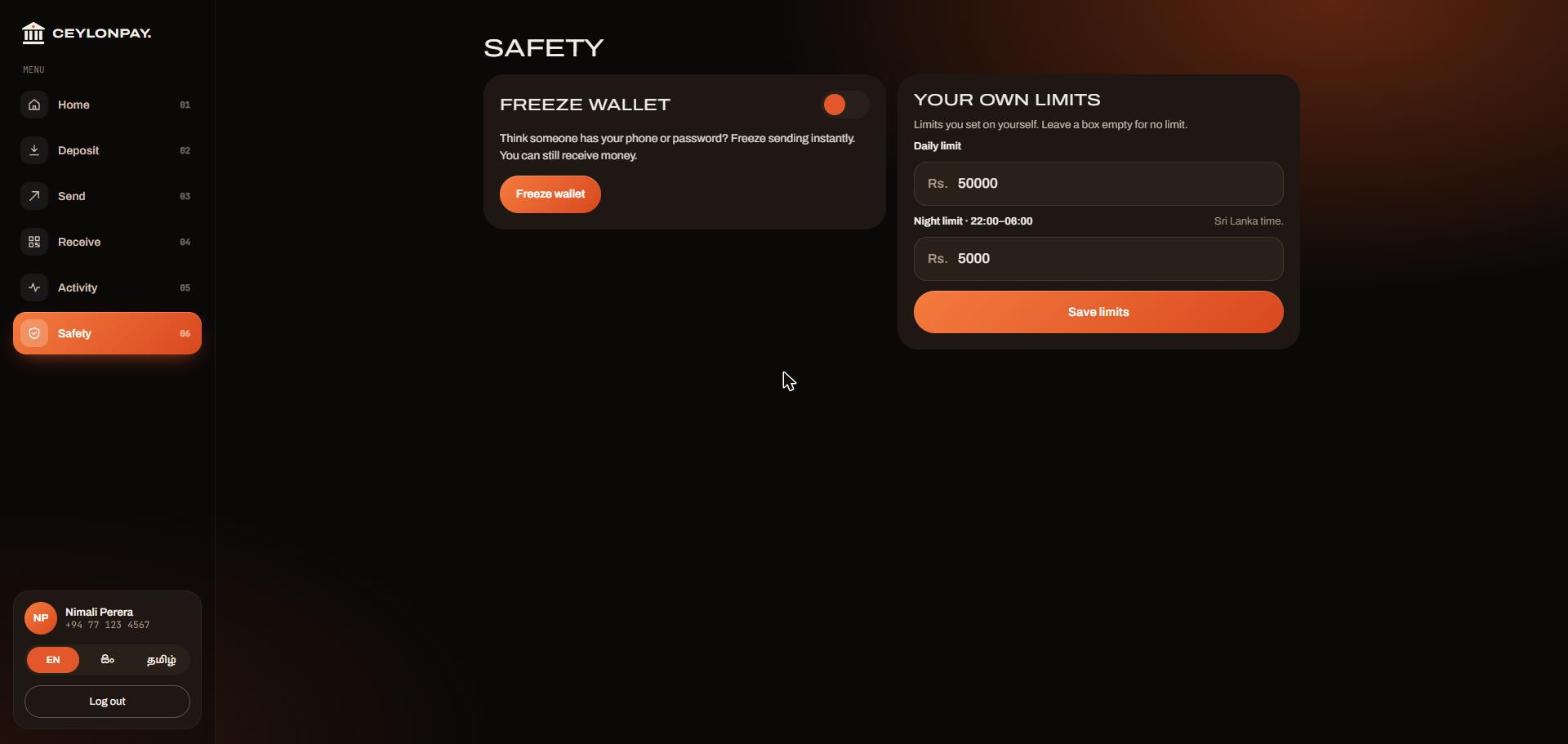 CEYLONPAY.
MENU
Home 01
Deposit 02
Send 03
Receive 04
Activity 05
Safety 06
NP
Nimali Perera
+94 77 123 4567
EN සිං தமிழ்
Log out
SAFETY
FREEZE WALLET
Think someone has your phone or password? Freeze sending instantly.
You can still receive money.
Freeze wallet
YOUR OWN LIMITS
Limits you set on yourself. Leave a box empty for no limit.
Daily limit
Rs. 50000
Night limit · 22:00–06:00 Sri Lanka time.
Rs. 5000
Save limits